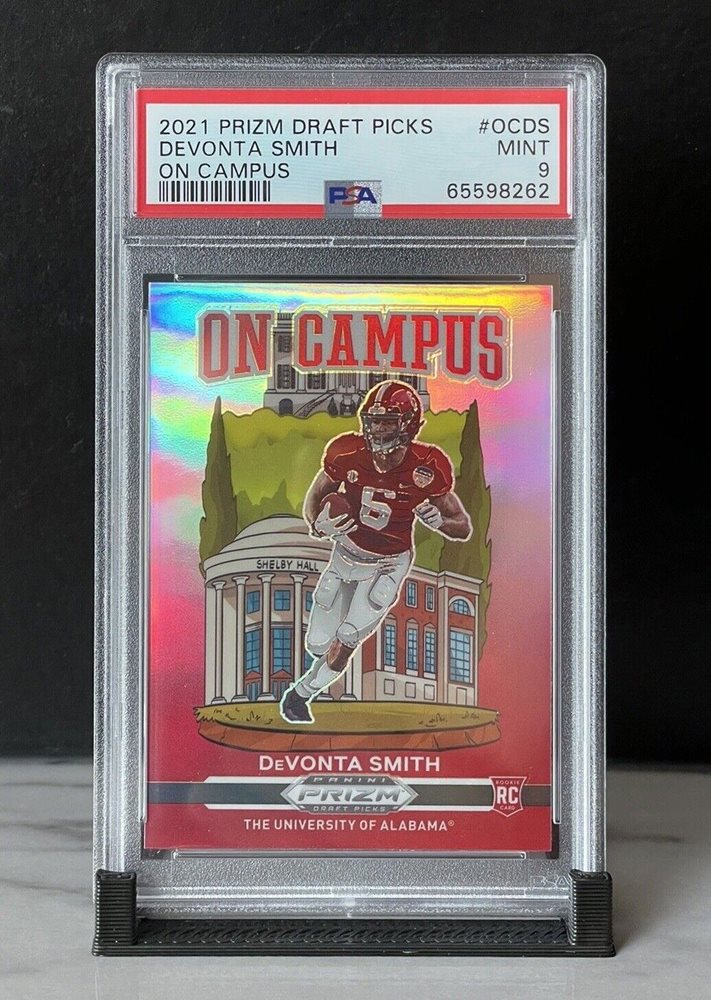 2021 PRIZM DRAFT PICKS #OCDS
DEVONTA SMITH MINT
ON CAMPUS 9
PSA 65598262
ON CAMPUS
6
SHELBY HALL
DEVONTA SMITH
PANINI
PRIZM
DRAFT PICKS
ROOKIE
RC
CARD
THE UNIVERSITY OF ALABAMA®
PSA